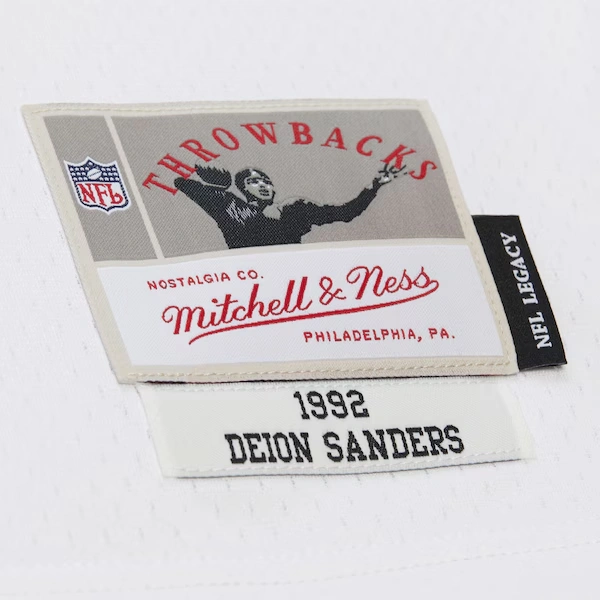 THROWBACKS
NFL
NOSTALGIA CO.
Mitchell & Ness
PHILADELPHIA, PA.
NFL LEGACY
1992
DEION SANDERS